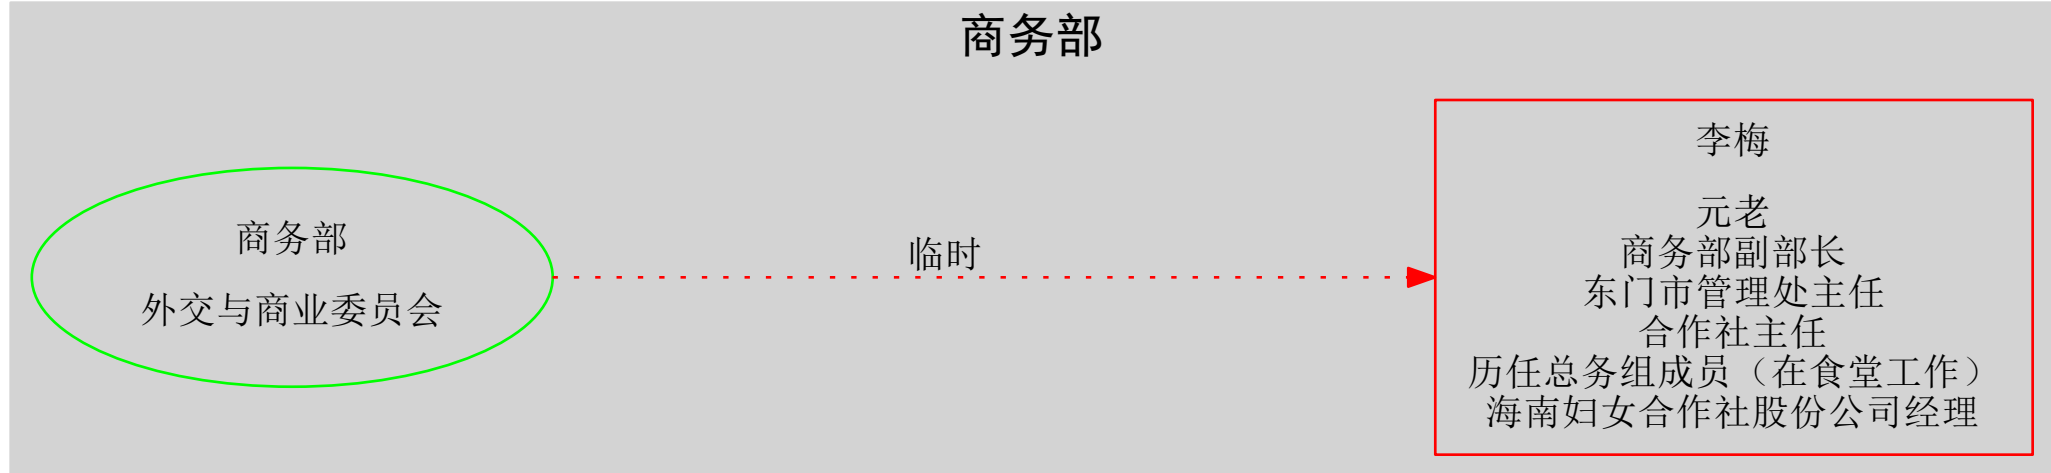 商务部
商务部
外交与商业委员会
临时
李梅
元老
商务部副部长
东门市管理处主任
合作社主任
历任总务组成员（在食堂工作）
海南妇女合作社股份公司经理